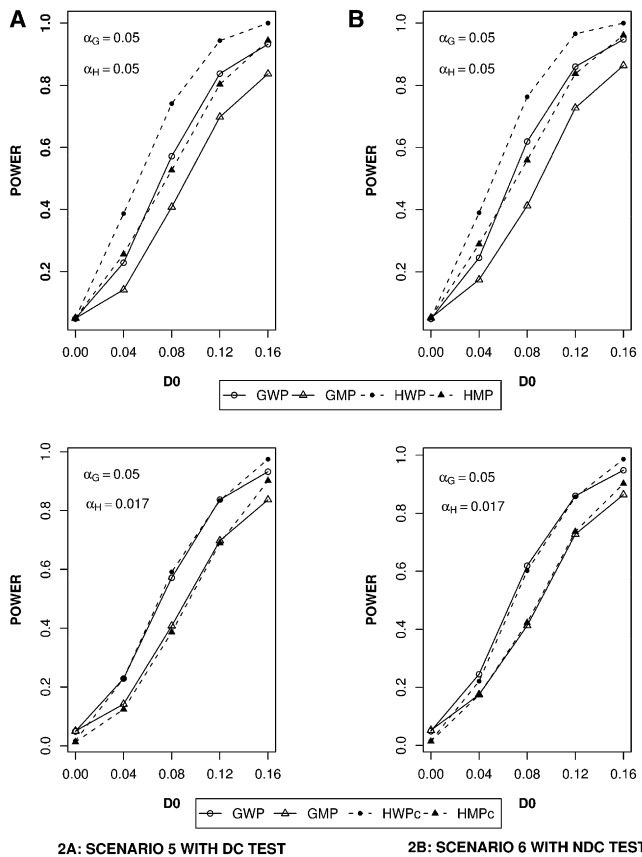 A
αG = 0.05
αH = 0.05
POWER
1.0
0.8
0.6
0.4
0.2
0.00 0.04 0.08 0.12 0.16
D0
B
αG = 0.05
αH = 0.05
POWER
1.0
0.8
0.6
0.4
0.2
0.00 0.04 0.08 0.12 0.16
D0
GWP GMP HWP HMP
αG = 0.05
αH = 0.017
POWER
1.0
0.8
0.6
0.4
0.2
0.0
0.00 0.04 0.08 0.12 0.16
D0
αG = 0.05
αH = 0.017
POWER
1.0
0.8
0.6
0.4
0.2
0.0
0.00 0.04 0.08 0.12 0.16
D0
GWP GMP HWPc HMPc
2A: SCENARIO 5 WITH DC TEST
2B: SCENARIO 6 WITH NDC TEST